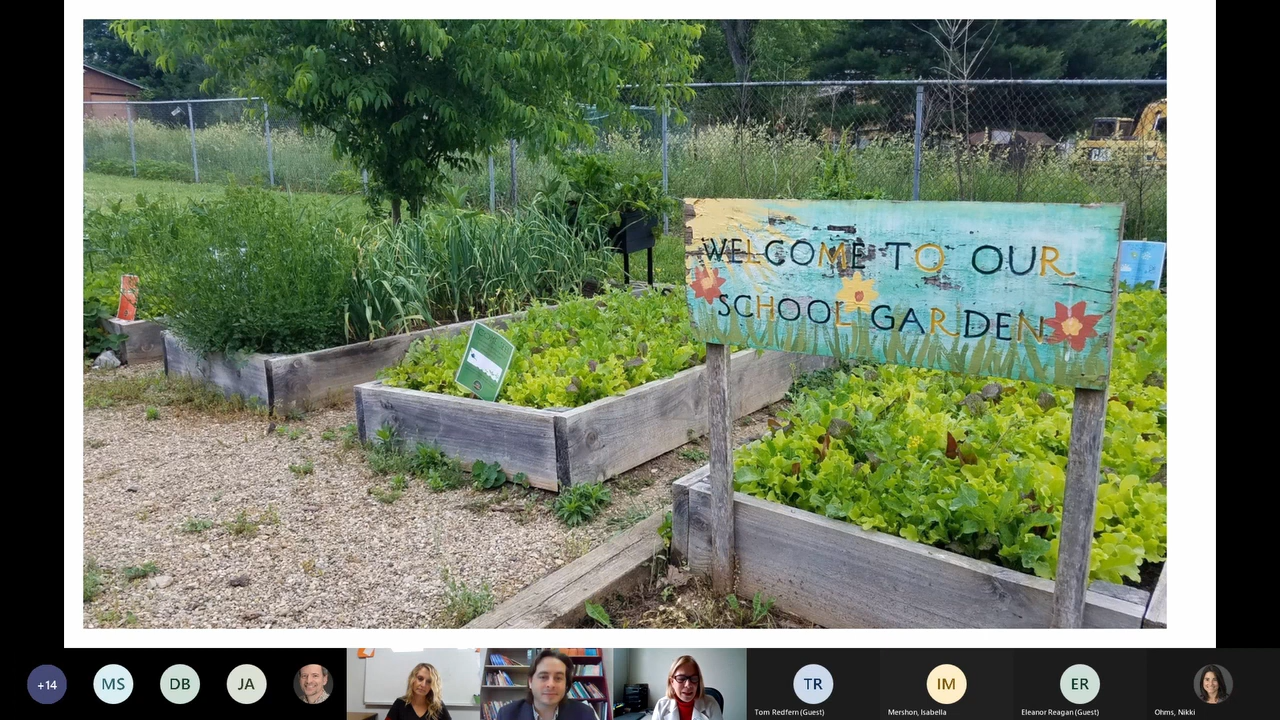 WELCOME TO OUR
SCHOOL GARDEN
+14
MS
DB
JA
TR
IM
ER
Tom Redfern (Guest)
Mershon, Isabella
Eleanor Reagan (Guest)
Ohms, Nikki